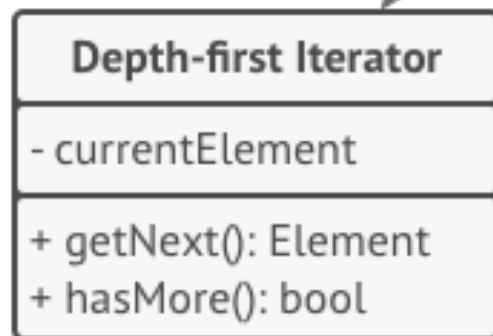 Depth-first Iterator
- currentElement
+ getNext(): Element
+ hasMore(): bool